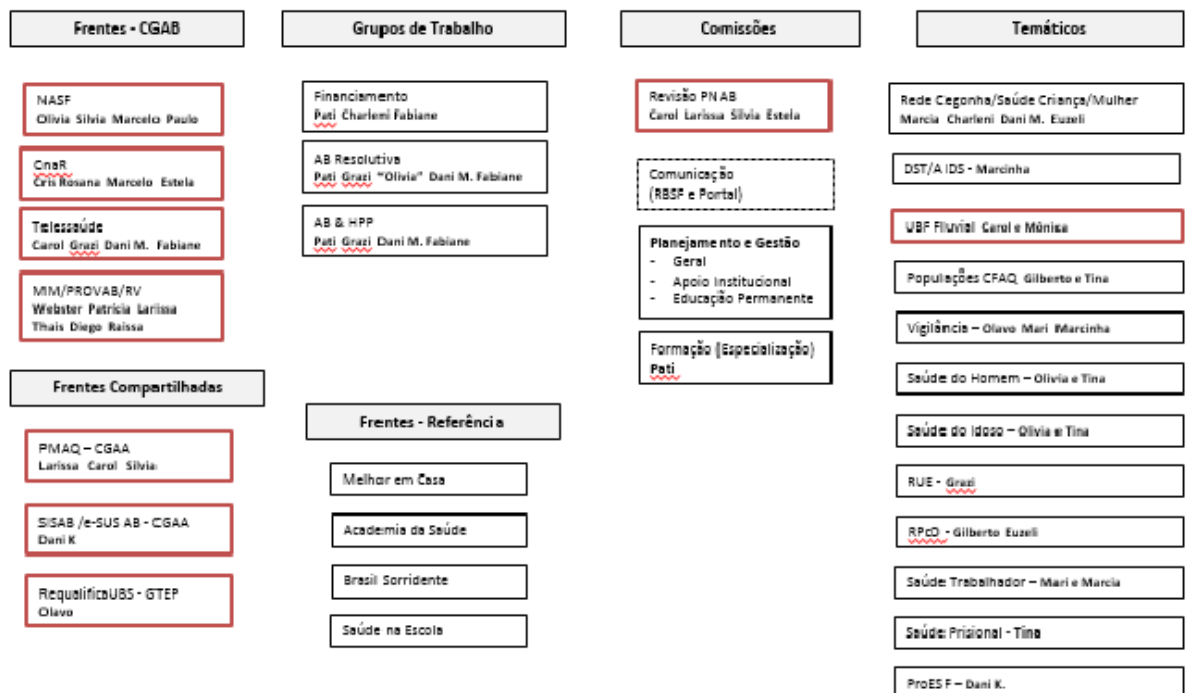 Frentes - CGAB
NASF
Olivia Silvia Marcelo Paulo
CnaR
Cris Rosana Marcelo Estela
Telessaúde
Carol Grazi Dani M. Fabiane
MM/PROVAB/RV
Webster Patrícia Larissa
Thais Diego Raissa
Frentes Compartilhadas
PMAQ – CGAA
Larissa Carol Silvia
SISAB /e-SUS AB - CGAA
Dani K
RequalificaUBS - GTEP
Olavo
Grupos de Trabalho
Financiamento
Pati Charleni Fabiane
AB Resolutiva
Pati Grazi “Olivia” Dani M. Fabiane
AB & HPP
Pati Grazi Dani M. Fabiane
Frentes - Referência
Melhor em Casa
Academia da Saúde
Brasil Sorridente
Saúde na Escola
Comissões
Revisão PNAB
Carol Larissa Silvia Estela
Comunicação
(RBSF e Portal)
Planejamento e Gestão
- Geral
- Apoio Institucional
- Educação Permanente
Formação (Especialização)
Pati
Temáticos
Rede Cegonha/Saúde Criança/Mulher
Marcia Charleni Dani M. Euzeli
DST/AIDS - Marcinha
UBF Fluvial Carol e Mônica
Populações CFAQ Gilberto e Tina
Vigilância – Olavo Mari Marcinha
Saúde do Homem – Olivia e Tina
Saúde do Idoso – Olivia e Tina
RUE - Grazi
RPcD - Gilberto Euzeli
Saúde Trabalhador – Mari e Marcia
Saúde Prisional - Tina
ProESF – Dani K.